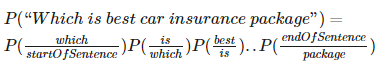 P(“Which is best car insurance package”) =
P(which/startOfSentence)P(is/which)P(best/is)..P(endOfSentence/package)